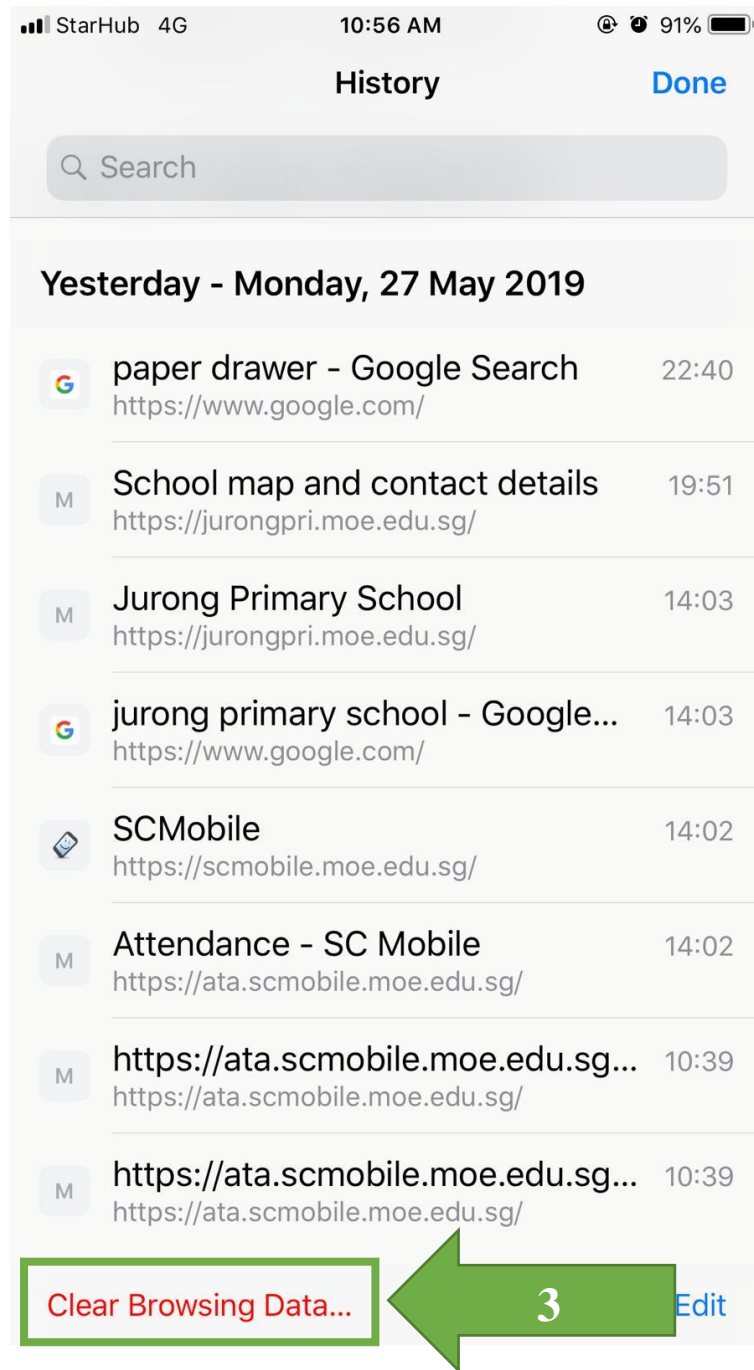 StarHub 4G 10:56 AM 91%
History Done
Search
Yesterday - Monday, 27 May 2019
paper drawer - Google Search 22:40
https://www.google.com/
M School map and contact details 19:51
https://jurongpri.moe.edu.sg/
M Jurong Primary School 14:03
https://jurongpri.moe.edu.sg/
jurong primary school - Google... 14:03
https://www.google.com/
SCMobile 14:02
https://scmobile.moe.edu.sg/
M Attendance - SC Mobile 14:02
https://ata.scmobile.moe.edu.sg/
M https://ata.scmobile.moe.edu.sg... 10:39
https://ata.scmobile.moe.edu.sg/
M https://ata.scmobile.moe.edu.sg... 10:39
https://ata.scmobile.moe.edu.sg/
Clear Browsing Data... 3 Edit